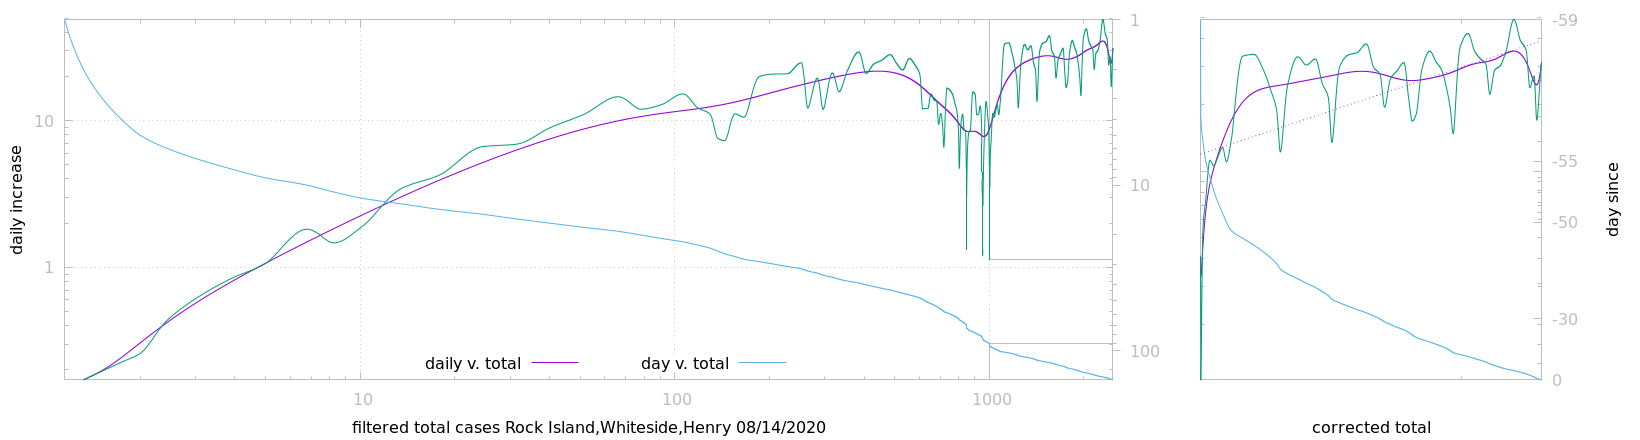 1
-59
10
-55
10
-50
1
-30
daily v. total
day v. total
100
0
10
100
1000
daily increase
day since
filtered total cases Rock Island,Whiteside,Henry 08/14/2020
corrected total